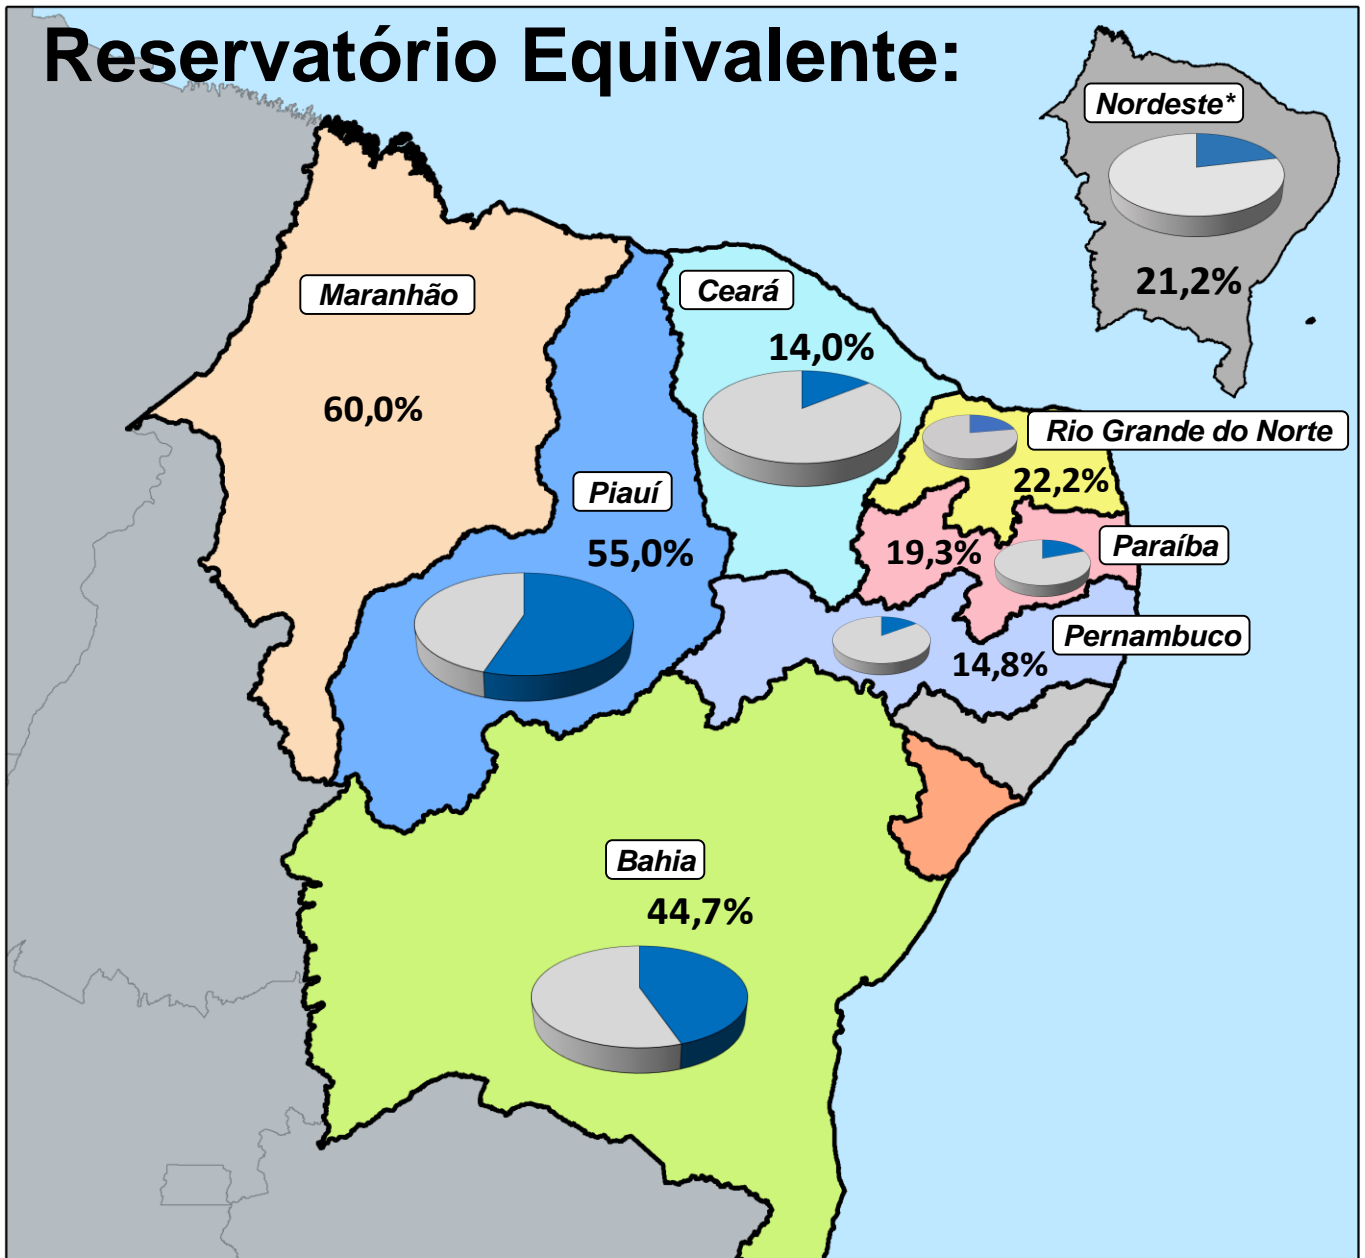 Reservatório Equivalente:
Nordeste*
21,2%
Maranhão
60,0%
Ceará
14,0%
Rio Grande do Norte
22,2%
Piauí
55,0%
Paraíba
19,3%
Pernambuco
14,8%
Bahia
44,7%